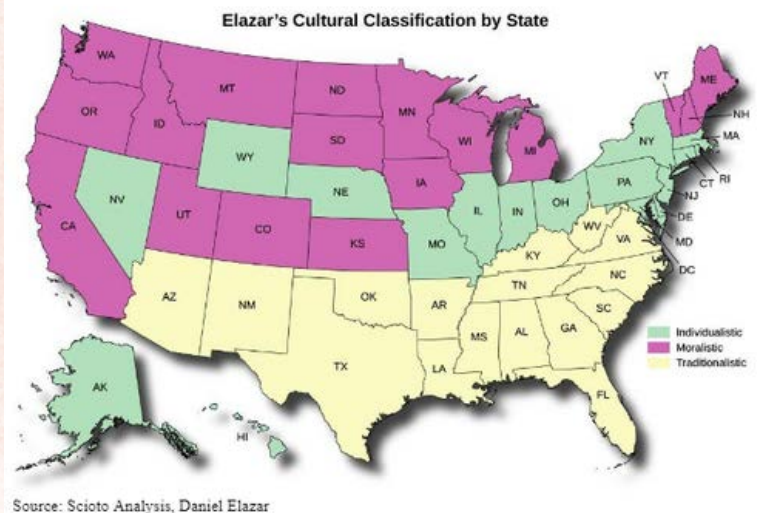 Elazar's Cultural Classification by State
WA
MT
ND
MN
VT
ME
OR
ID
SD
WI
MI
NY
NH
MA
WY
IA
RI
CT
NV
NE
PA
NJ
UT
CO
IL
IN
OH
DE
CA
KS
MO
WV
VA
MD
KY
DC
AZ
NM
OK
AR
TN
NC
SC
MS
AL
GA
TX
LA
FL
AK
HI
Individualistic
Moralistic
Traditionalistic
Source: Scioto Analysis, Daniel Elazar